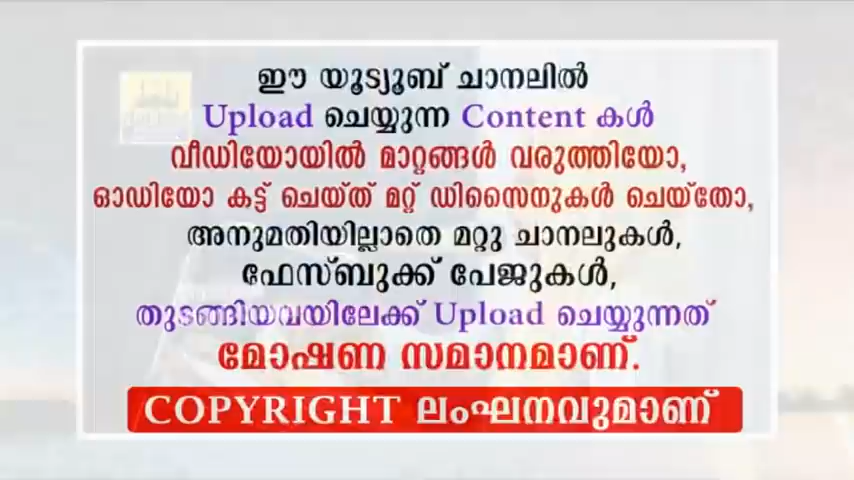 ഈ യൂട്യൂബ് ചാനലിൽ
Upload ചെയ്യുന്ന Content കൾ
വീഡിയോയിൽ മാറ്റങ്ങൾ വരുത്തിയോ,
ഓഡിയോ കട്ട് ചെയ്ത് മറ്റ് ഡിസൈനുകൾ ചെയ്തോ,
അനുമതിയില്ലാതെ മറ്റു ചാനലുകൾ,
ഫേസ്ബുക്ക് പേജുകൾ,
തുടങ്ങിയവയിലേക്ക് Upload ചെയ്യുന്നത്
മോഷണ സമാനമാണ്.
COPYRIGHT ലംഘനവുമാണ്